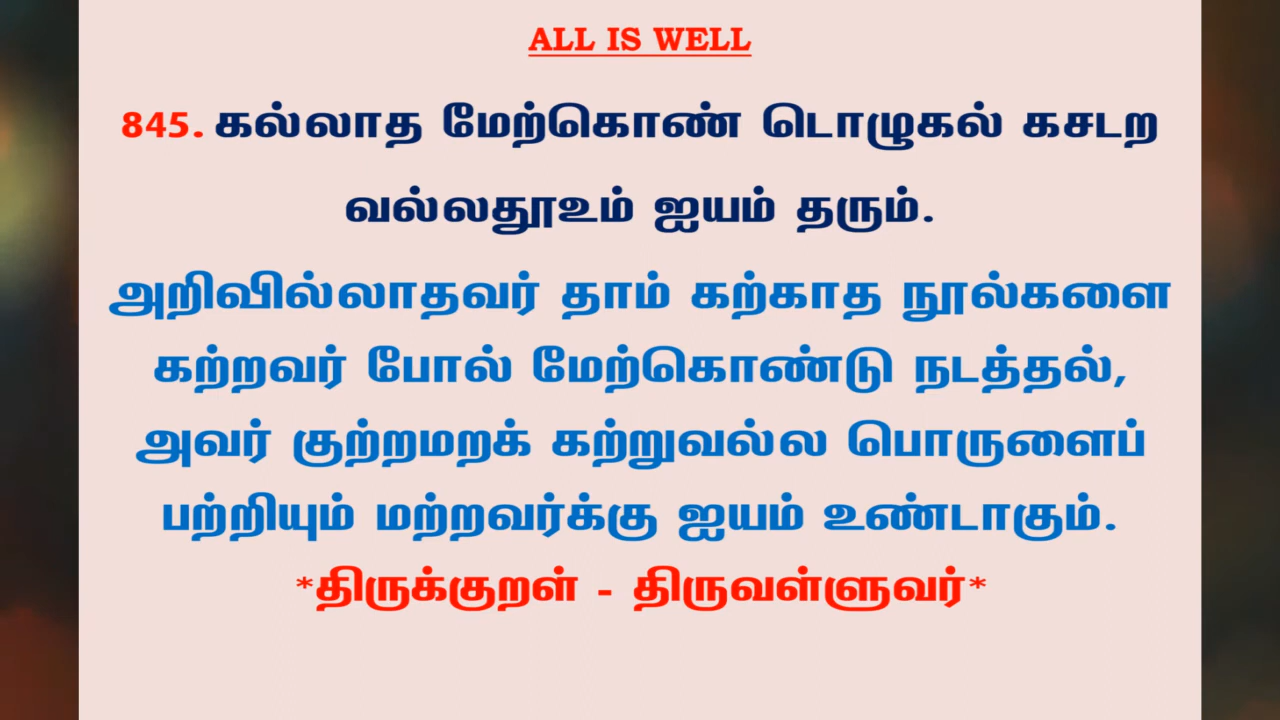 ALL IS WELL
845. கல்லாத மேற்கொண் டொழுகல் கசடற
வல்லதூஉம் ஐயம் தரும்.
அறிவில்லாதவர் தாம் கற்காத நூல்களை
கற்றவர் போல் மேற்கொண்டு நடத்தல்,
அவர் குற்றமறக் கற்றுவல்ல பொருளைப்
பற்றியும் மற்றவர்க்கு ஐயம் உண்டாகும்.
*திருக்குறள் - திருவள்ளுவர்*